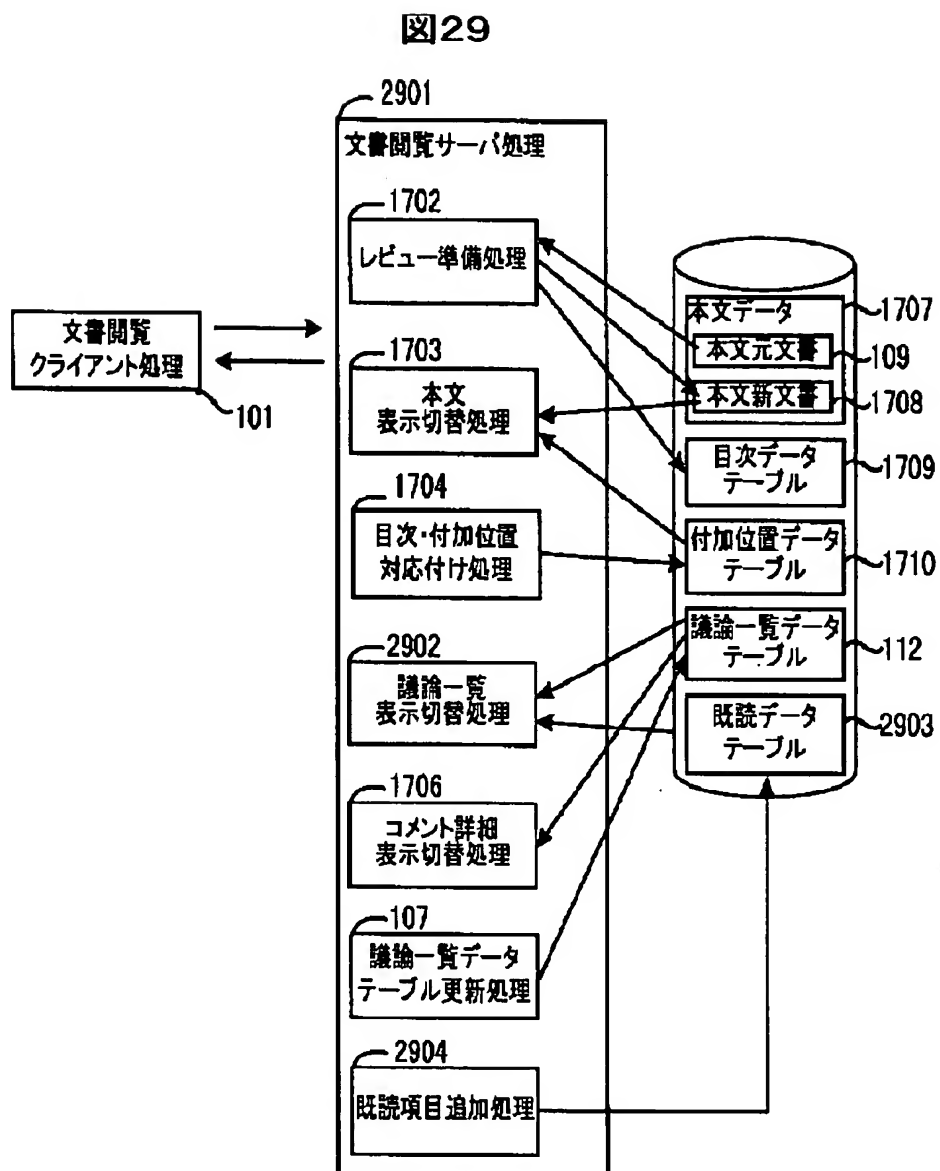 図29
2901
文書閲覧サーバ処理
1702
レビュー準備処理
文書閲覧
クライアント処理
101
1703
本文
表示切替処理
1704
目次・付加位置
対応付け処理
2902
議論一覧
表示切替処理
1706
コメント詳細
表示切替処理
107
議論一覧データ
テーブル更新処理
2904
既読項目追加処理
本文データ
1707
本文元文書
109
本文新文書
1708
目次データ
テーブル
1709
付加位置データ
テーブル
1710
議論一覧データ
テーブル
112
既読データ
テーブル
2903